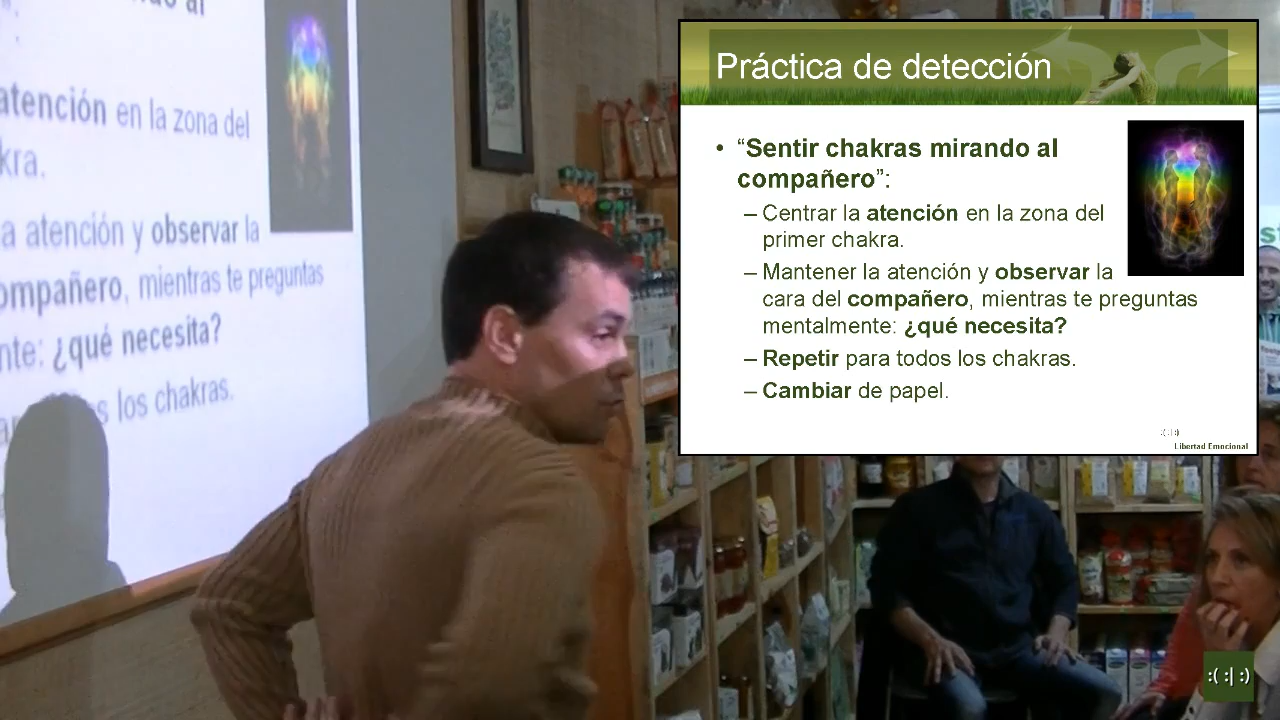 atención en la zona del
kra.
a atención y observar la
ompañero, mientras te preguntas
nte: ¿qué necesita?
s los chakras.
Práctica de detección
• “Sentir chakras mirando al
compañero”:
– Centrar la atención en la zona del
primer chakra.
– Mantener la atención y observar la
cara del compañero, mientras te preguntas
mentalmente: ¿qué necesita?
– Repetir para todos los chakras.
– Cambiar de papel.
:( :| :)
Libertad Emocional
:( :| :)